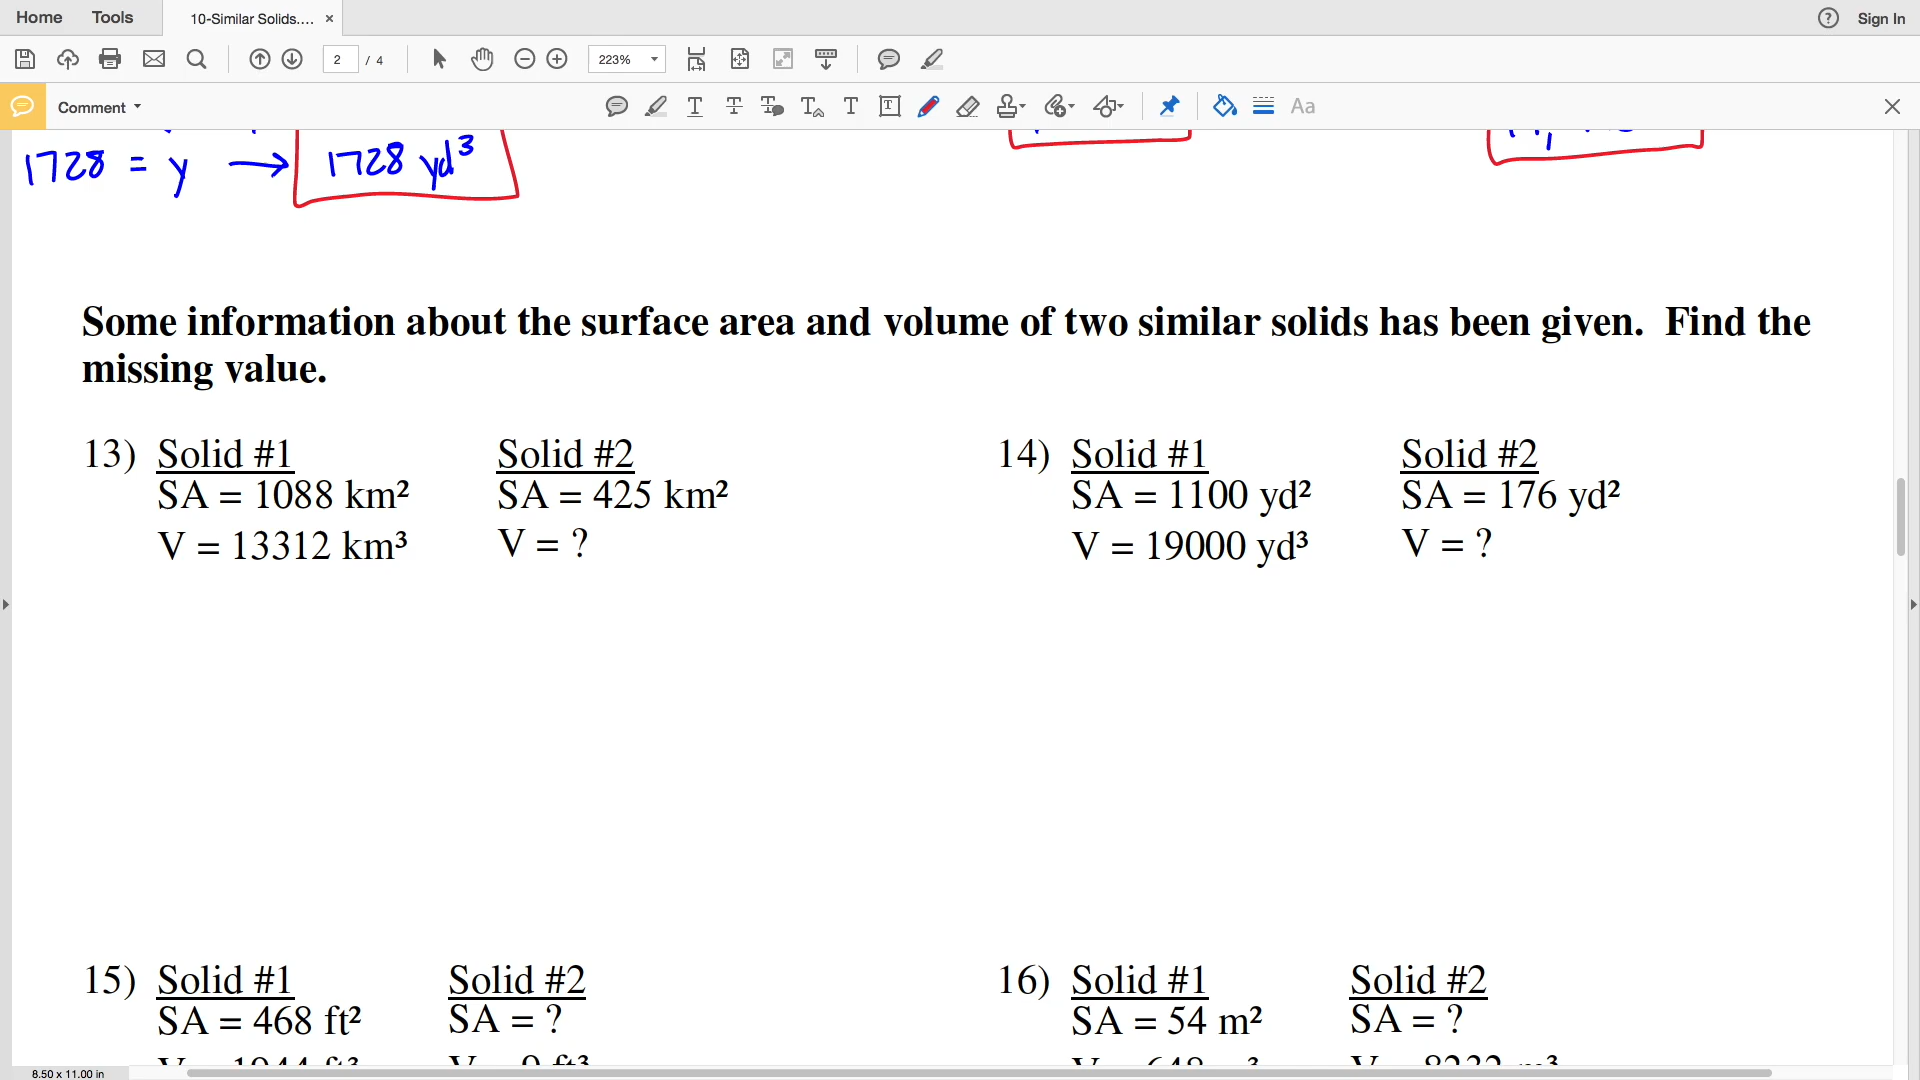 Home Tools 10-Similar Solids.... × Sign In
2 / 4 223%
Comment Aa
1728 = y → 1728 yd³
Some information about the surface area and volume of two similar solids has been given. Find the
missing value.
13) Solid #1 Solid #2
SA = 1088 km² SA = 425 km²
V = 13312 km³ V = ?
14) Solid #1 Solid #2
SA = 1100 yd² SA = 176 yd²
V = 19000 yd³ V = ?
15) Solid #1 Solid #2
SA = 468 ft² SA = ?
16) Solid #1 Solid #2
SA = 54 m² SA = ?
8.50 x 11.00 in